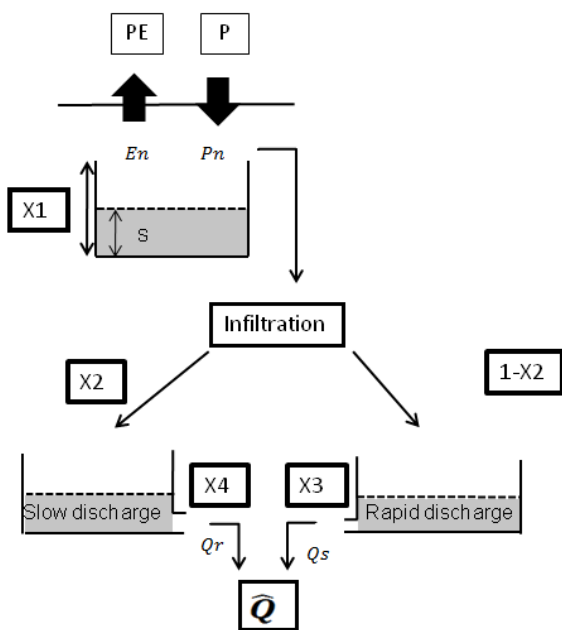 PE P
En Pn
X1
S
Infiltration
X2 1-X2
X4 X3
Slow discharge Rapid discharge
Qr Qs
Q̂